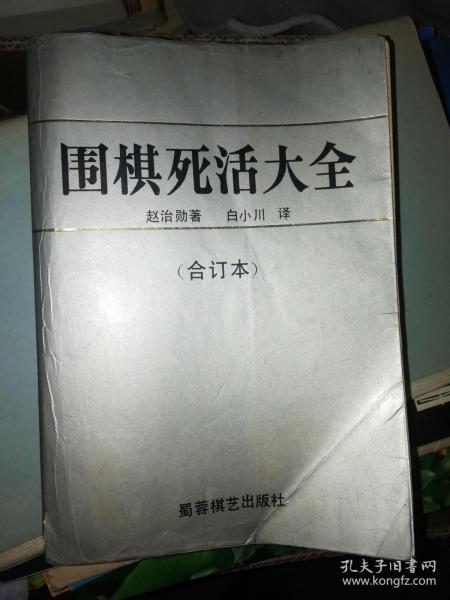 围棋死活大全
赵治勋著 白小川 译
（合订本）
蜀蓉棋艺出版社
孔夫子旧书网
www.kongfz.com